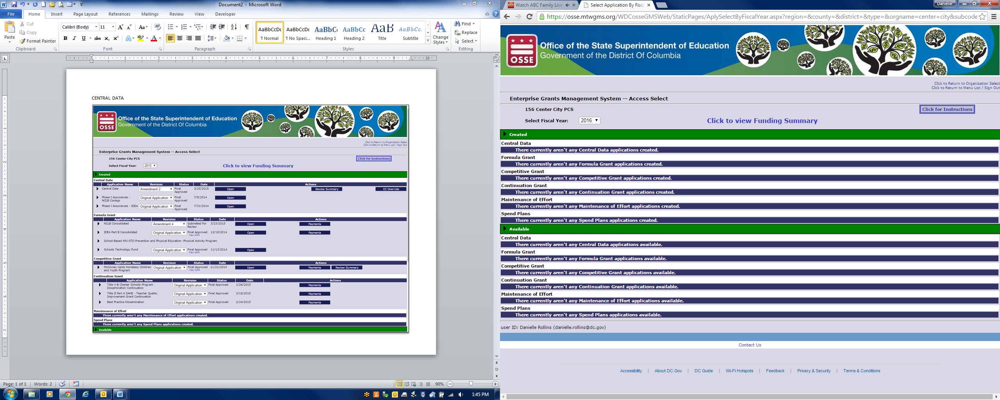 Document2 - Microsoft Word
File Home Insert Page Layout References Mailings Review View Developer
Paste Cut Copy Format Painter
Calibri (Body) 11
AaBbCcDc AaBbCcDc AaBbC AaBbCc AaB AaBbCc.
¶ Normal ¶ No Spaci... Heading 1 Heading 2 Title Subtitle
Change Styles
Find Replace Select
Clipboard Font Paragraph Styles Editing
1 2 3 4 5 6 7 8 9 10
CENTRAL DATA
OSSE
Office of the State Superintendent of Education
Government of the District Of Columbia
Click to Return to Organization Select
Click to Return to Menu List / Sign Out
Enterprise Grants Management System -- Access Select
156 Center City PCS Click for Instructions
Select Fiscal Year: 2015 Click to view Funding Summary
Created
Central Data
Application Name Revision Status Date Actions
Central Data Amendment 2 Final Approved 3/25/2015 Open Review Summary CC Override
Phase I Assurances - NCLB ConApp Original Application Final Approved 7/8/2014 Open
Phase I Assurances - IDEA Original Application Final Approved 7/31/2014 Open
Formula Grant
Application Name Revision Status Date Actions
NCLB Consolidated Amendment 4 Submitted For Review 3/23/2015 Open Payments
IDEA Part B Consolidated Original Application Final Approved View GAN 12/18/2014 Open Payments
School-Based HIV-STD Prevention and Physical Education- Physical Activity Program
Schools Technology Fund Original Application Final Approved View GAN 11/13/2014 Open
Competitive Grant
Application Name Revision Status Date Actions
McKinney Vento Homeless Children and Youth Program Original Application Final Approved View GAN 11/21/2014 Open Payments Review Summary
Continuation Grant
Application Name Revision Status Date Actions
Title V-B Charter Schools Program Dissemination Continuation Original Application Final Approved 1/26/2015 Payments
Title II Part A SAHE - Teacher Quality Improvement Grant Continuation Original Application Final Approved 2/18/2015 Payments
Best Practice Dissemination Original Application Final Approved 2/24/2015 Payments
Maintenance of Effort
There currently aren't any Maintenance of Effort applications created.
Spend Plans
There currently aren't any Spend Plans applications created.
Available
Page: 1 of 1 Words: 2 90%
1:45 PM
Watch ABC Family Live Select Application By Fisca Danielle
https://osse.mtwgms.org/WDCosseGMSWeb/StaticPages/AplySelectByFiscalYear.aspx?region=&county=&district=&type=&orgname=center+city&subcode
OSSE
Office of the State Superintendent of Education
Government of the District Of Columbia
Click to Return to Organization Select
Click to Return to Menu List / Sign Out
Enterprise Grants Management System -- Access Select
156 Center City PCS Click for Instructions
Select Fiscal Year: 2016 Click to view Funding Summary
Created
Central Data
There currently aren't any Central Data applications created.
Formula Grant
There currently aren't any Formula Grant applications created.
Competitive Grant
There currently aren't any Competitive Grant applications created.
Continuation Grant
There currently aren't any Continuation Grant applications created.
Maintenance of Effort
There currently aren't any Maintenance of Effort applications created.
Spend Plans
There currently aren't any Spend Plans applications created.
Available
Central Data
There currently aren't any Central Data applications available.
Formula Grant
There currently aren't any Formula Grant applications available.
Competitive Grant
There currently aren't any Competitive Grant applications available.
Continuation Grant
There currently aren't any Continuation Grant applications available.
Maintenance of Effort
There currently aren't any Maintenance of Effort applications available.
Spend Plans
There currently aren't any Spend Plans applications available.
user ID: Danielle Rollins (danielle.rollins@dc.gov)
Contact Us
Accessibility | About DC.Gov | DC Guide | Wi-Fi Hotspots | Feedback | Privacy & Security | Terms & Conditions